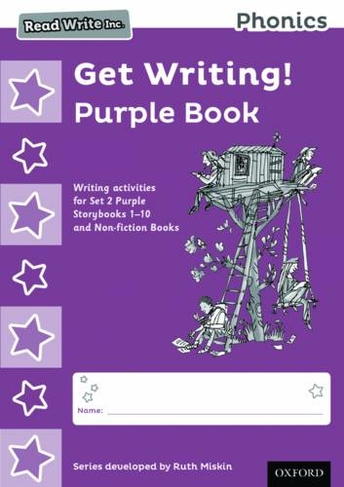 Read Write Inc.
Phonics
Get Writing!
Purple Book
Writing activities
for Set 2 Purple
Storybooks 1–10
and Non-fiction Books
Name:
Series developed by Ruth Miskin
OXFORD